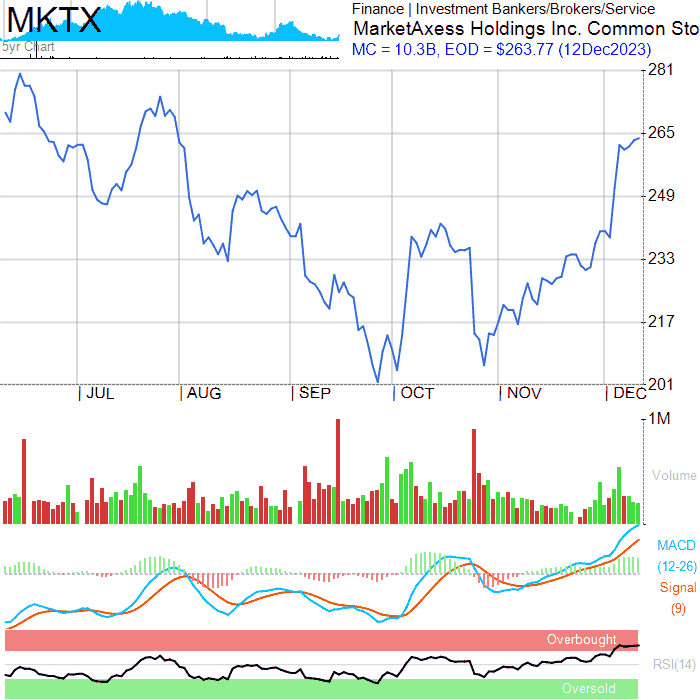 MKTX
5yr Chart
Finance | Investment Bankers/Brokers/Service
MarketAxess Holdings Inc. Common Sto
MC = 10.3B, EOD = $263.77 (12Dec2023)
281
265
249
233
217
201
JUL
AUG
SEP
OCT
NOV
DEC
1M
Volume
MACD
(12-26)
Signal
(9)
Overbought
RSI(14)
Oversold